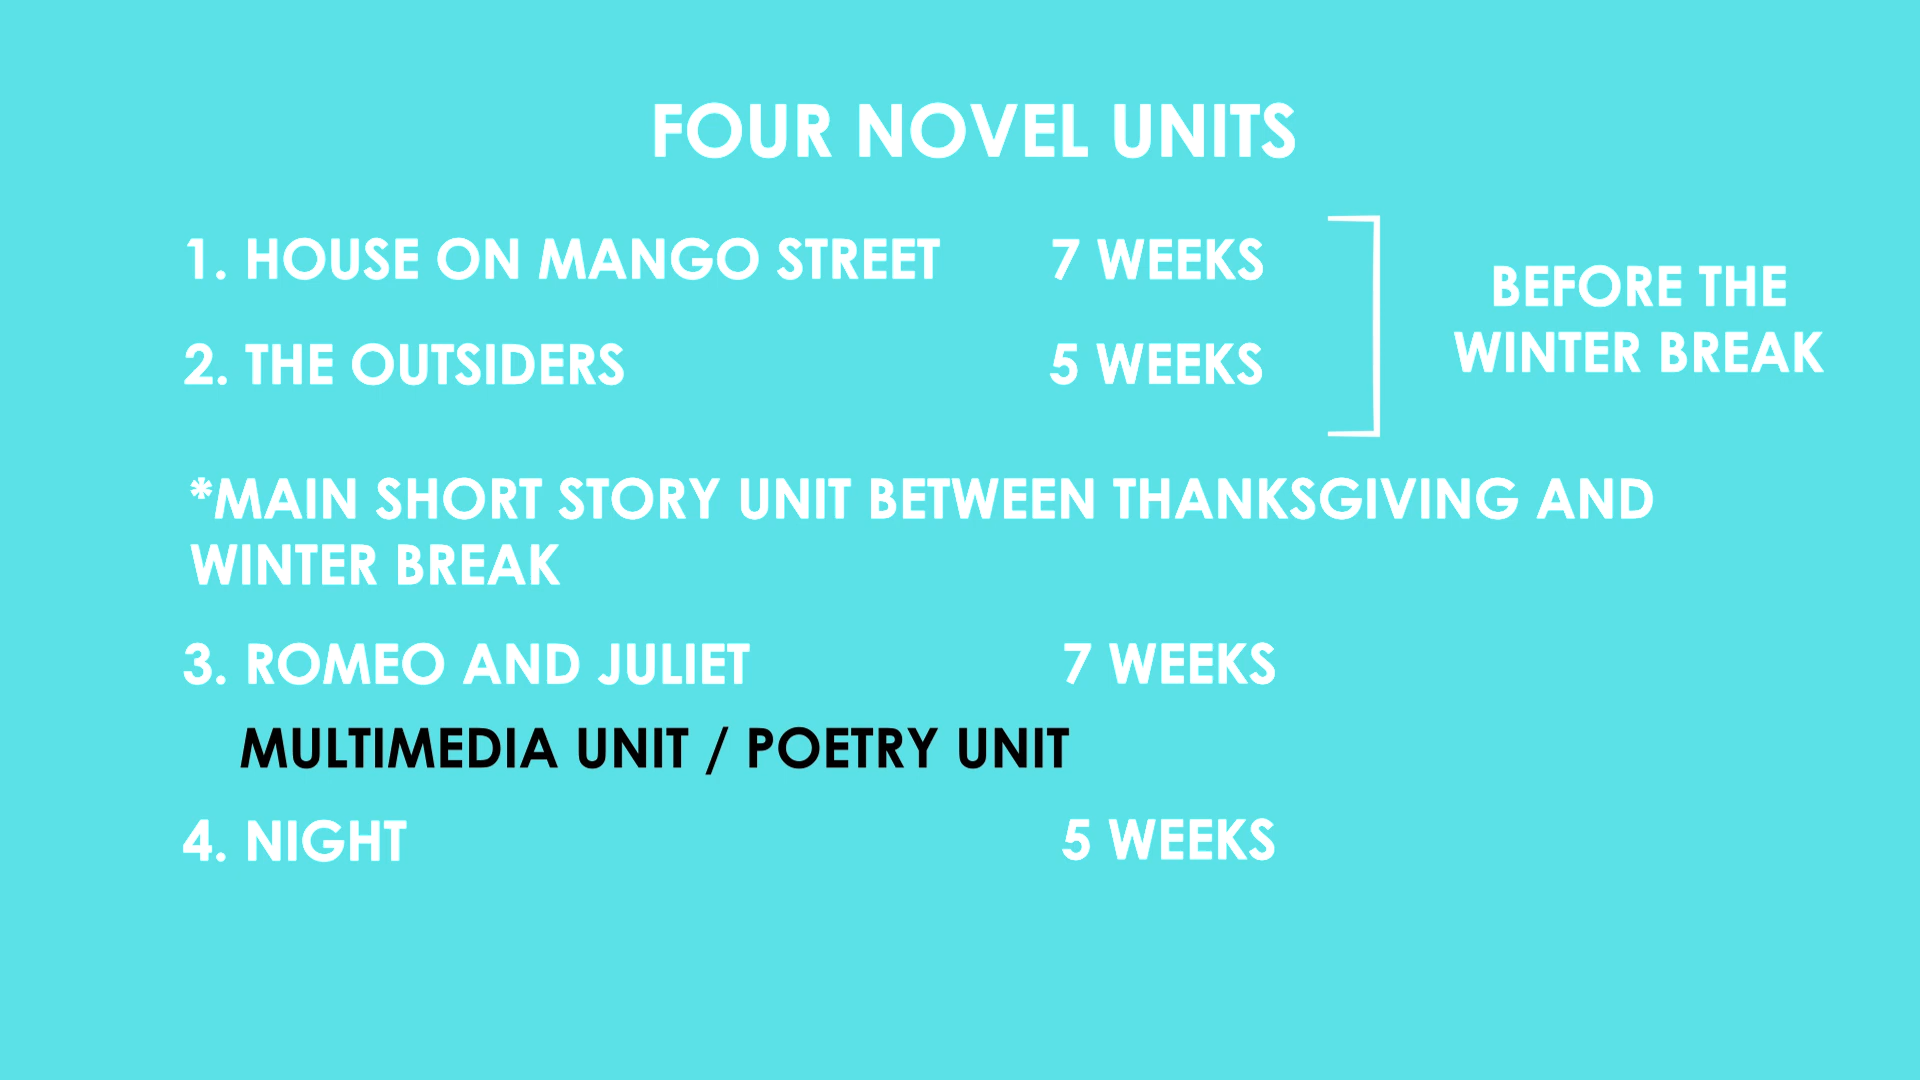 FOUR NOVEL UNITS
1. HOUSE ON MANGO STREET 7 WEEKS
2. THE OUTSIDERS 5 WEEKS
BEFORE THE
WINTER BREAK
*MAIN SHORT STORY UNIT BETWEEN THANKSGIVING AND
WINTER BREAK
3. ROMEO AND JULIET 7 WEEKS
MULTIMEDIA UNIT / POETRY UNIT
4. NIGHT 5 WEEKS